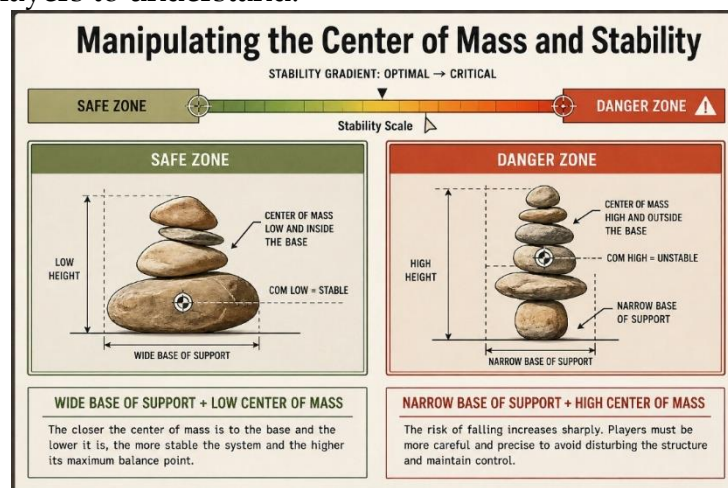 layers to understand.
Manipulating the Center of Mass and Stability
STABILITY GRADIENT: OPTIMAL → CRITICAL
SAFE ZONE
DANGER ZONE
Stability Scale
SAFE ZONE
LOW
HEIGHT
CENTER OF MASS
LOW AND INSIDE
THE BASE
COM LOW = STABLE
WIDE BASE OF SUPPORT
DANGER ZONE
HIGH
HEIGHT
CENTER OF MASS
HIGH AND OUTSIDE
THE BASE
COM HIGH = UNSTABLE
NARROW BASE
OF SUPPORT
NARROW BASE OF SUPPORT
WIDE BASE OF SUPPORT + LOW CENTER OF MASS
The closer the center of mass is to the base and the
lower it is, the more stable the system and the higher
its maximum balance point.
NARROW BASE OF SUPPORT + HIGH CENTER OF MASS
The risk of falling increases sharply. Players must be
more careful and precise to avoid disturbing the structure
and maintain control.